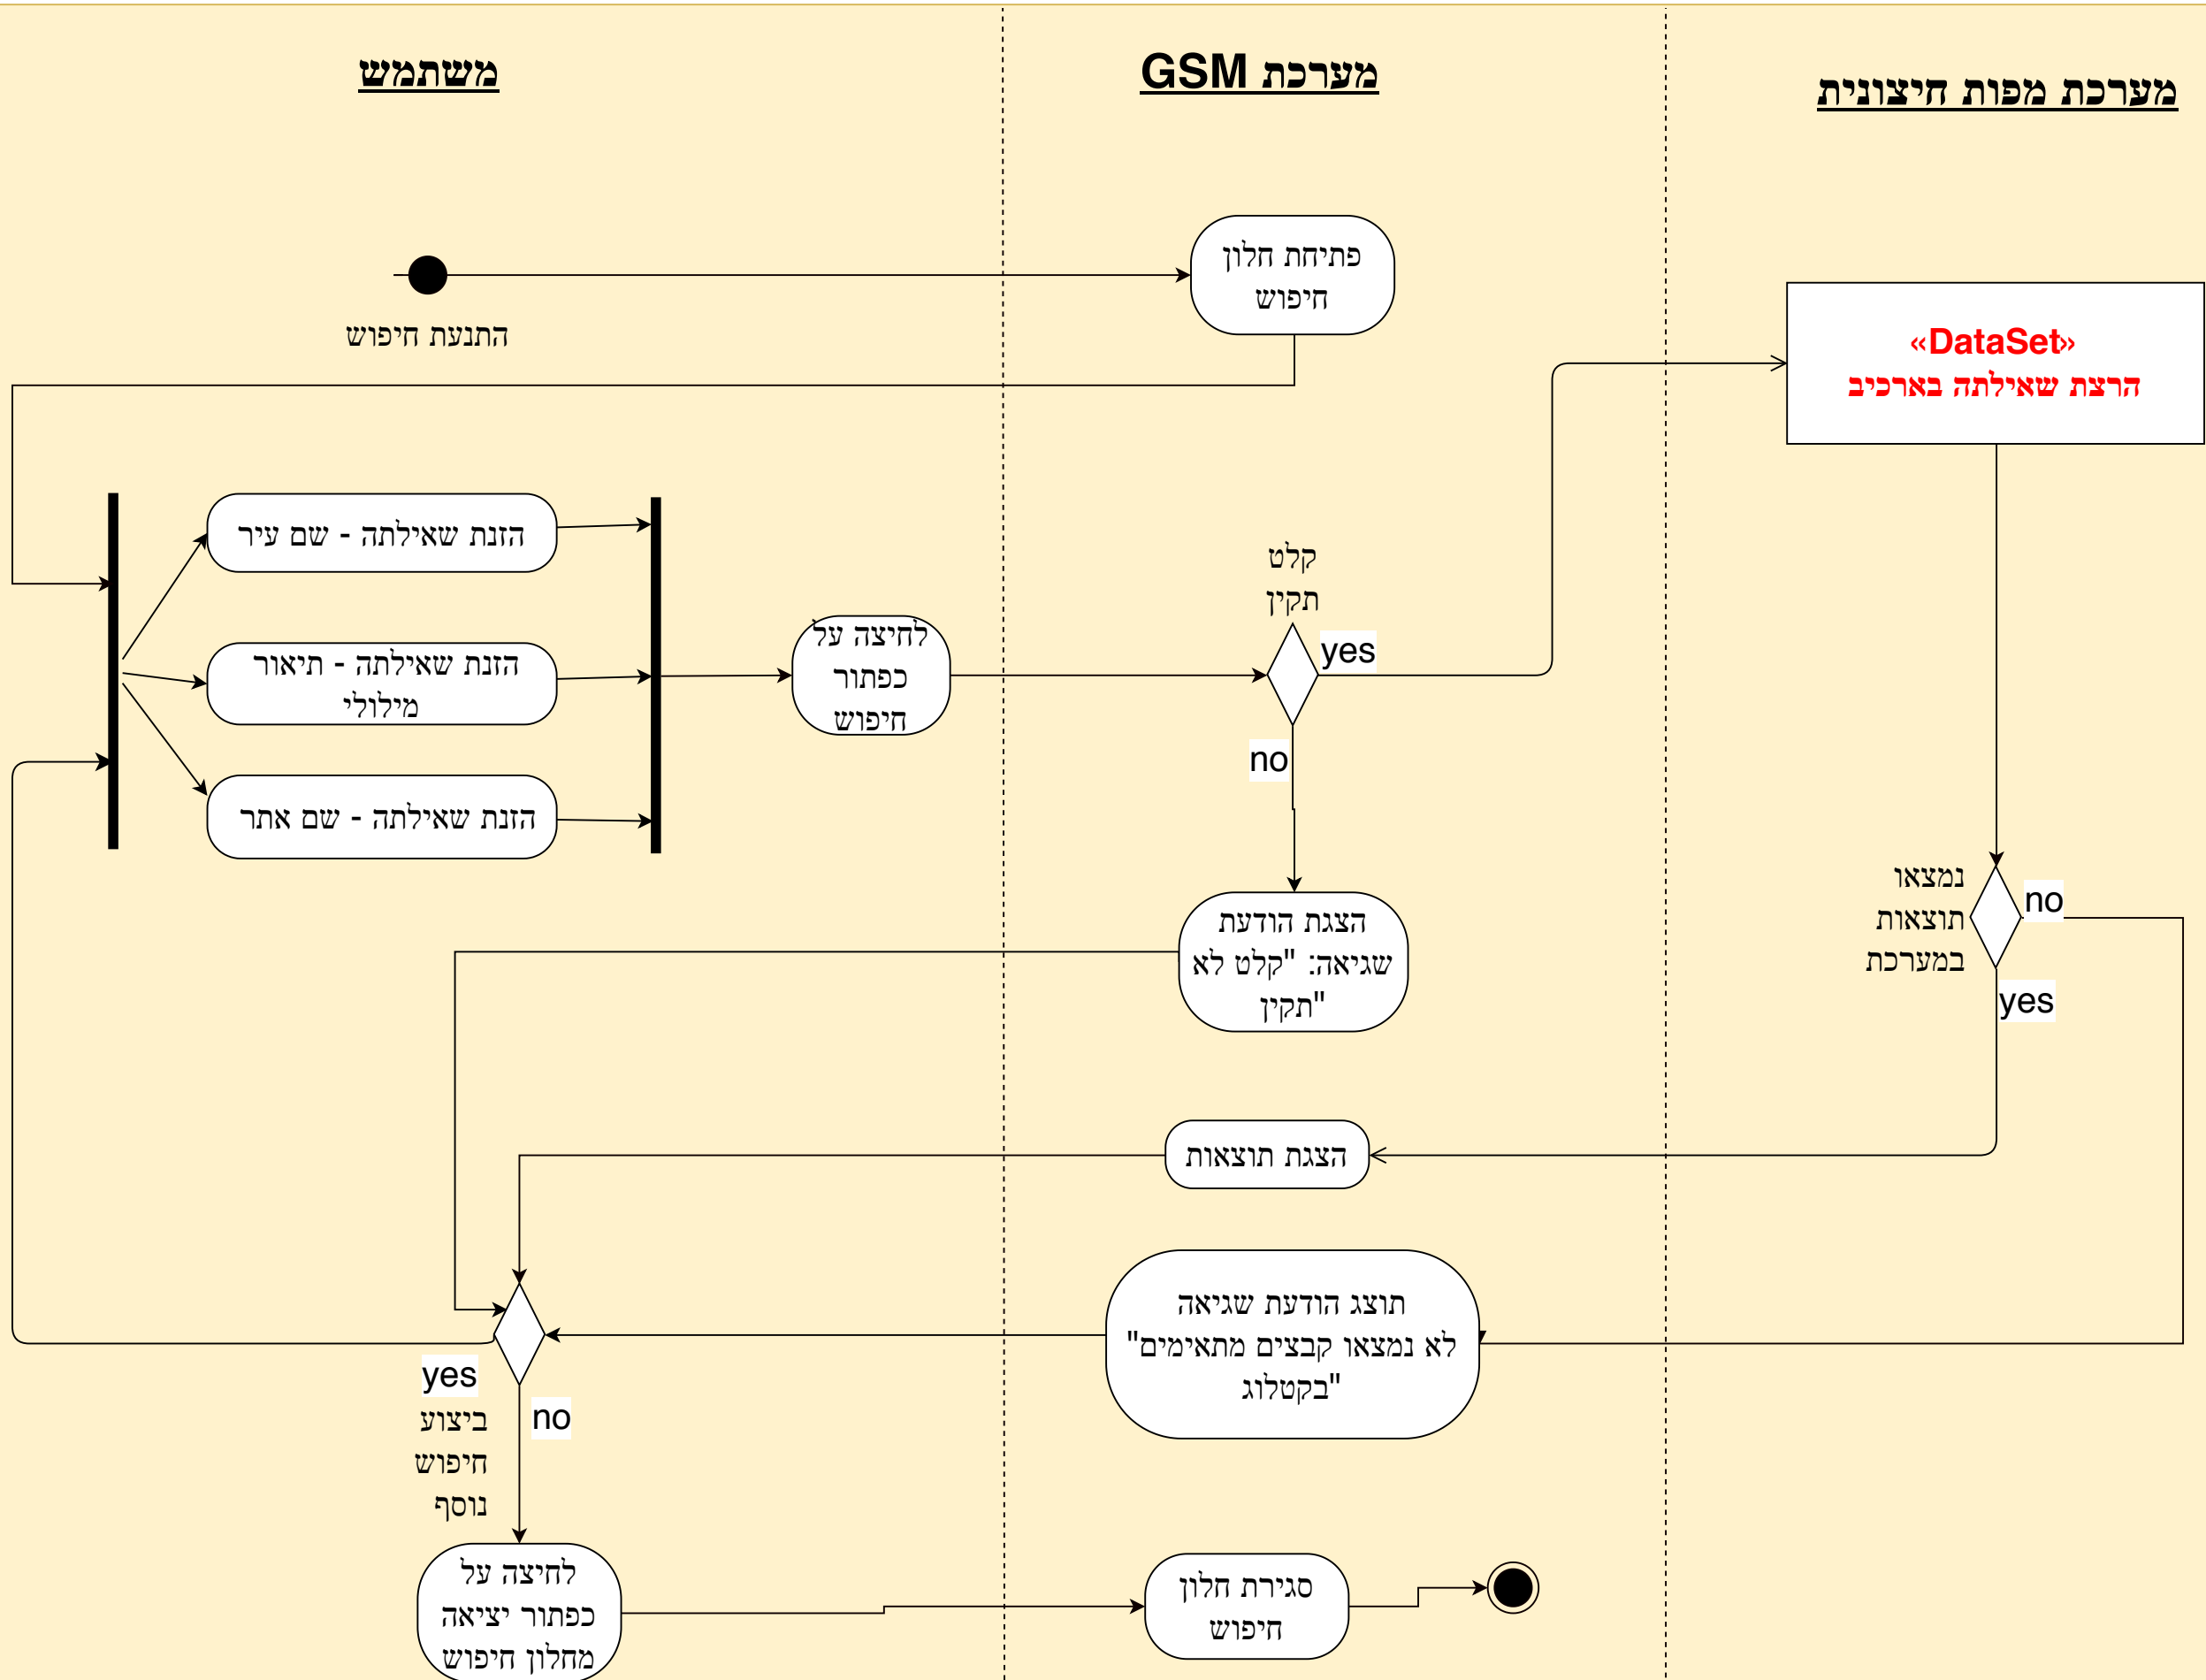 משתמש
מערכת GSM
מערכת מפות חיצונית
פתיחת חלון
חיפוש
התנעת חיפוש
«DataSet»
הרצת שאילתה בארכיב
הזנת שאילתה - שם עיר
הזנת שאילתה - תיאור
מילולי
הזנת שאילתה - שם אתר
לחיצה על
כפתור
חיפוש
קלט
תקין
yes
no
הצגת הודעת
שגיאה: "קלט לא
תקין"
נמצאו
תוצאות
במערכת
no
yes
הצגת תוצאות
תוצג הודעת שגיאה
"לא נמצאו קבצים מתאימים
בקטלוג"
yes
no
ביצוע
חיפוש
נוסף
לחיצה על
כפתור יציאה
מחלון חיפוש
סגירת חלון
חיפוש